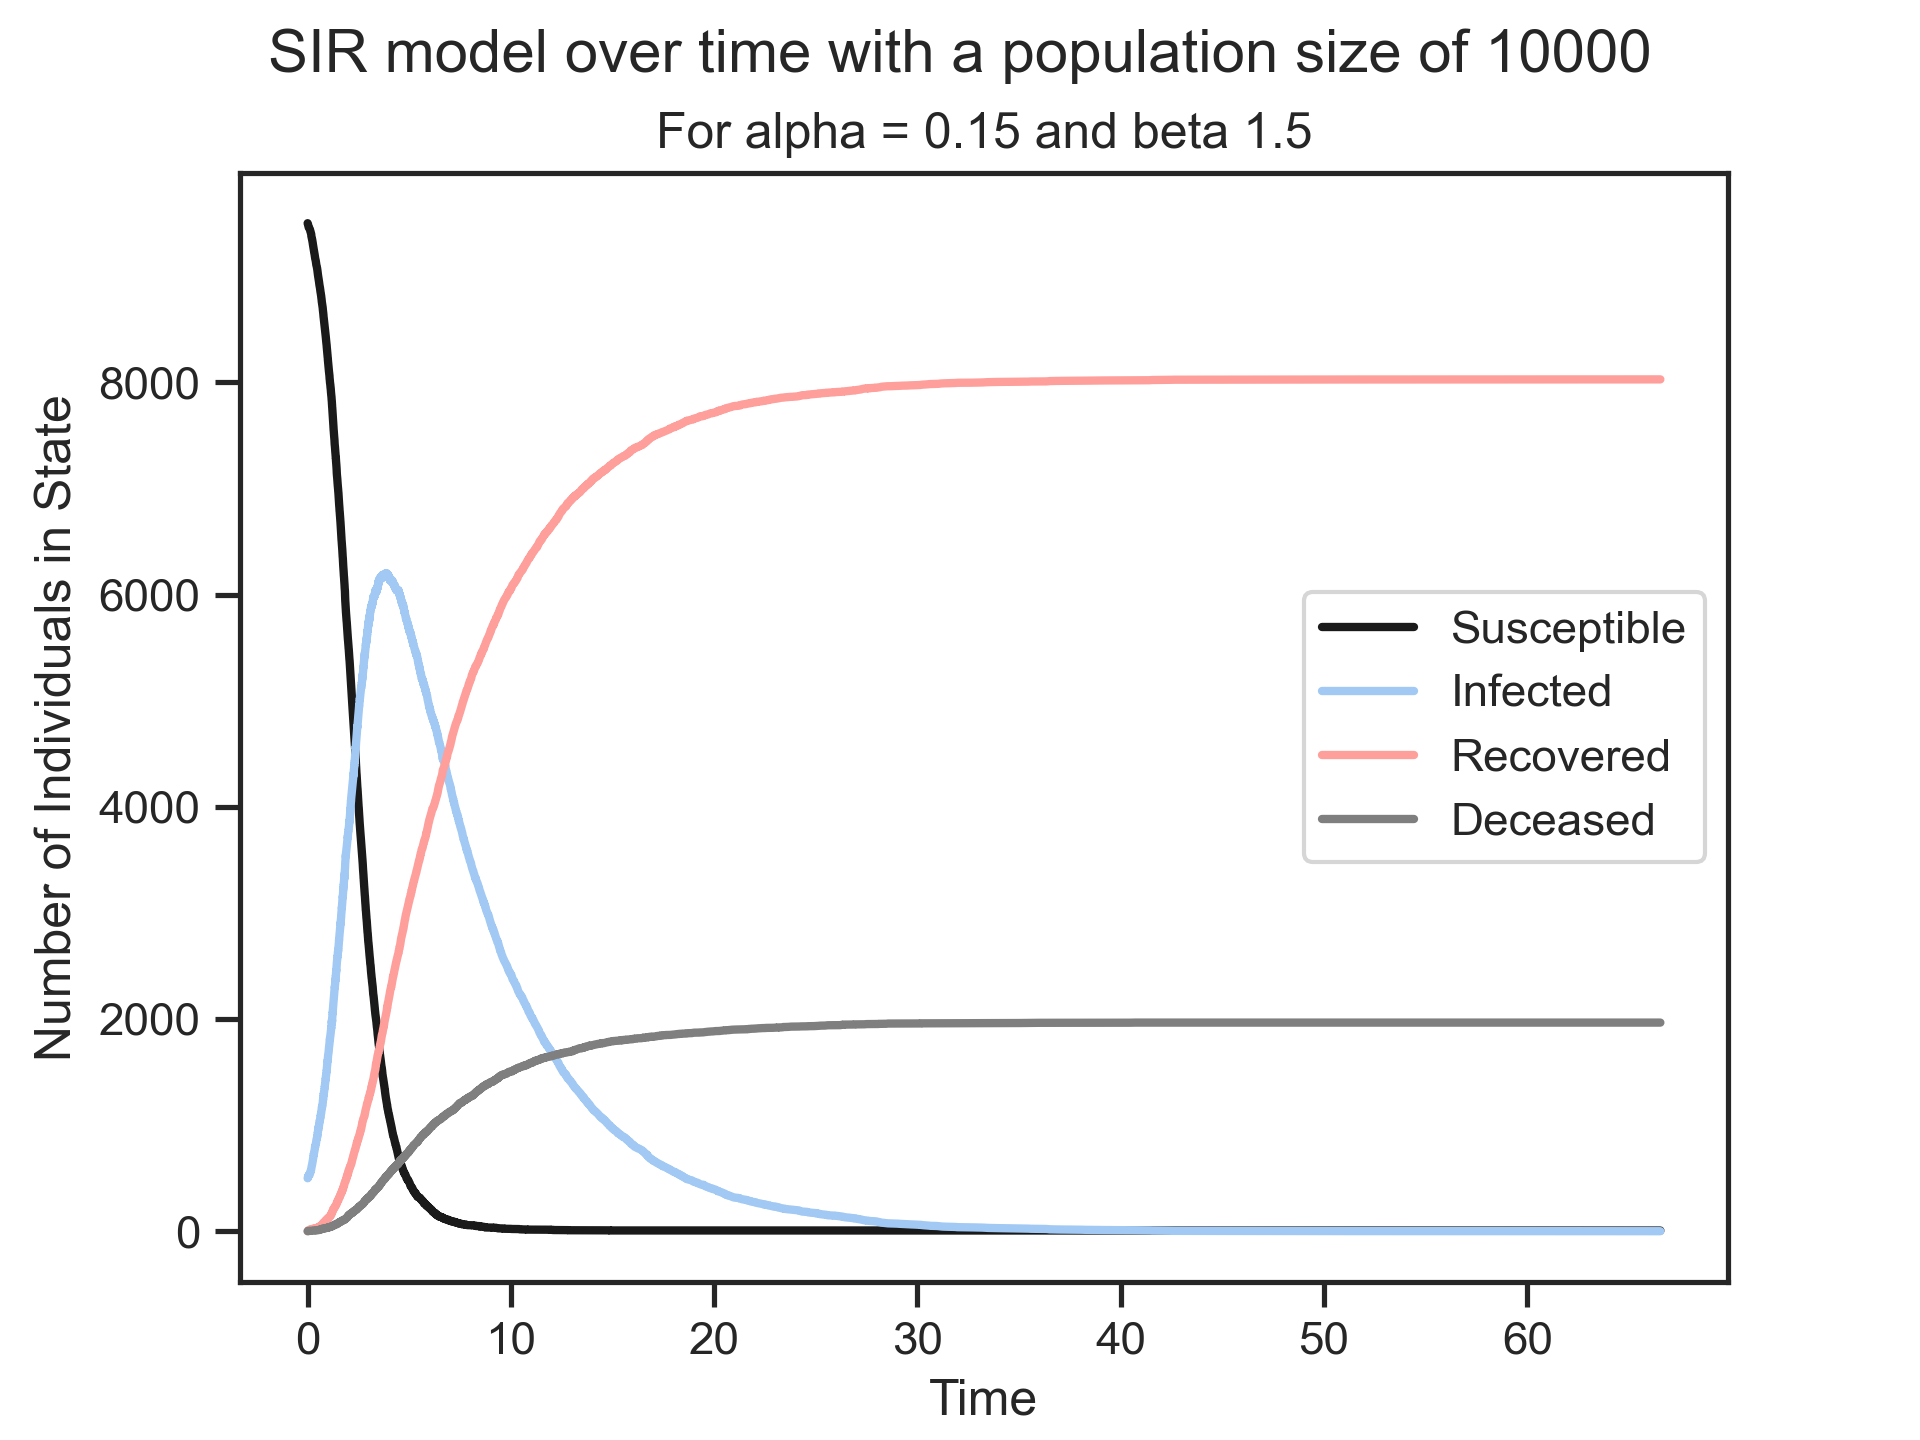 SIR model over time with a population size of 10000
For alpha = 0.15 and beta 1.5
Number of Individuals in State
8000
6000
4000
2000
0
Susceptible
Infected
Recovered
Deceased
0 10 20 30 40 50 60
Time